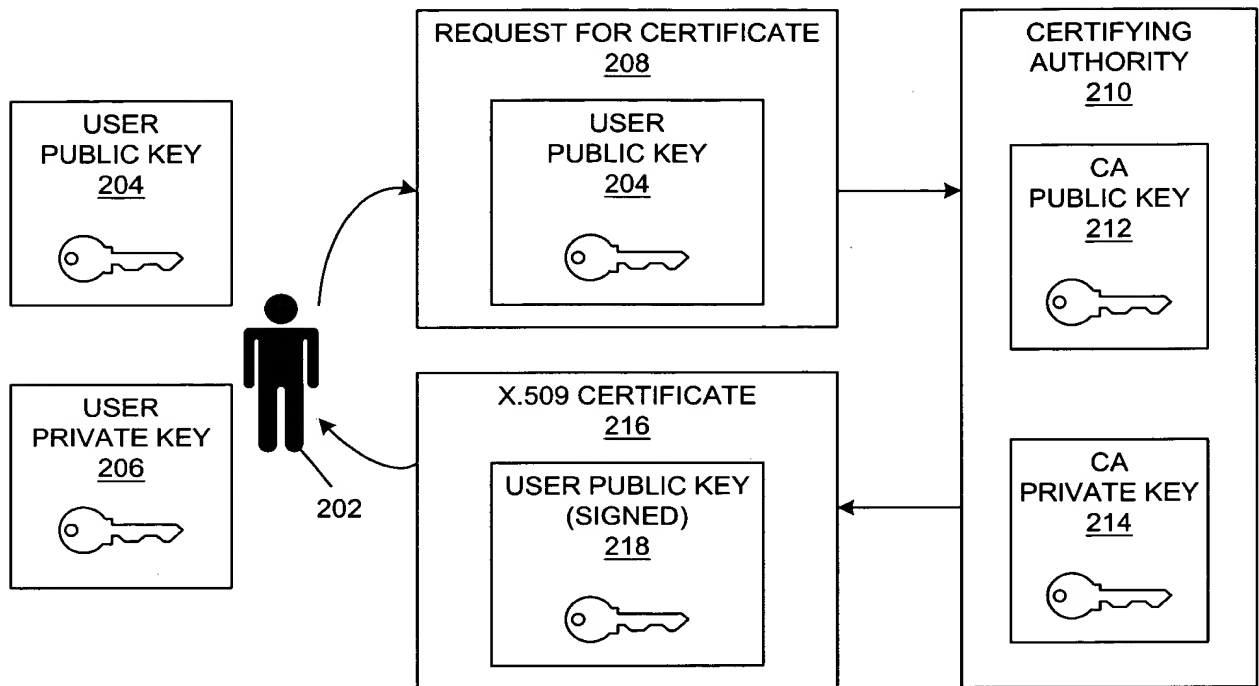 USER
PUBLIC KEY
204
USER
PRIVATE KEY
206
202
REQUEST FOR CERTIFICATE
208
USER
PUBLIC KEY
204
X.509 CERTIFICATE
216
USER PUBLIC KEY
(SIGNED)
218
CERTIFYING
AUTHORITY
210
CA
PUBLIC KEY
212
CA
PRIVATE KEY
214